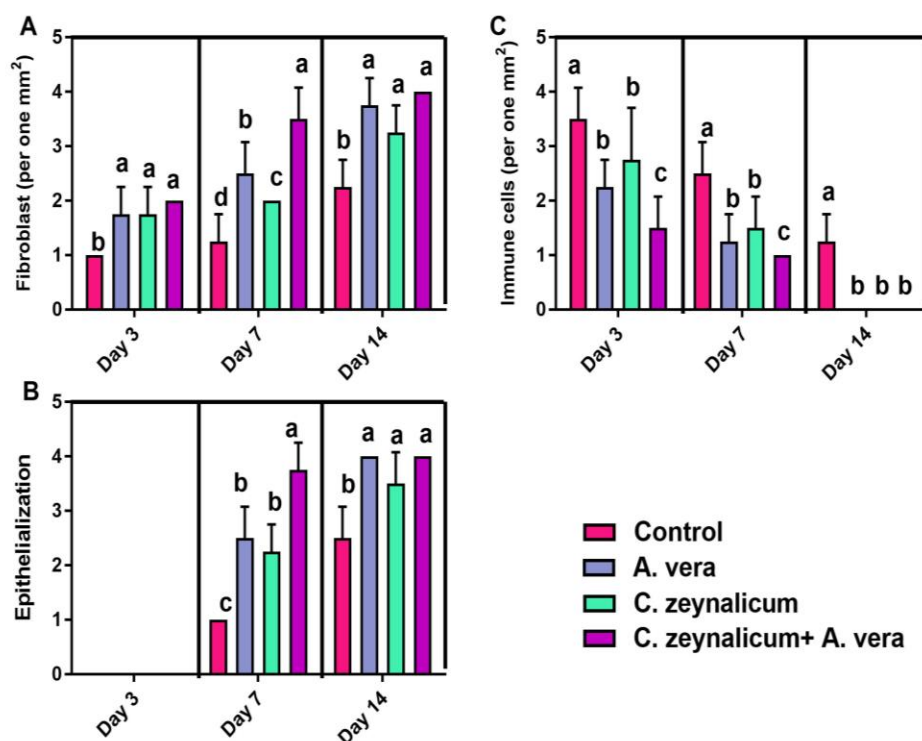 A
Fibroblast (per one mm²)
5
4
3
2
1
0
b a a a
d b c a
b a a a
Day 3 Day 7 Day 14
C
Immune cells (per one mm²)
5
4
3
2
1
0
a b b c
a b b c
a b b b
Day 3 Day 7 Day 14
B
Epithelialization
5
4
3
2
1
0
c b b a
b a a a
Day 3 Day 7 Day 14
Control
A. vera
C. zeynalicum
C. zeynalicum+ A. vera